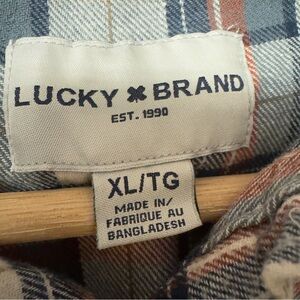 LUCKY BRAND
EST. 1990
XL/TG
MADE IN/
FABRIQUE AU
BANGLADESH